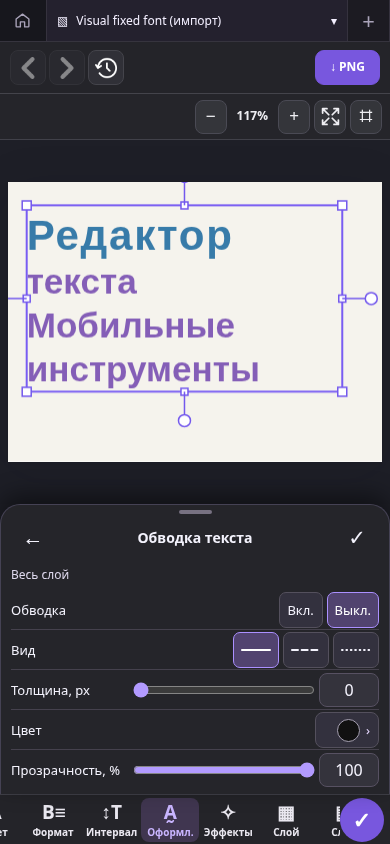 Visual fixed font (импорт)
↓ PNG
117%
Редактор
текста
Мобильные
инструменты
Обводка текста
Весь слой
Обводка Вкл. Выкл.
Вид
Толщина, px 0
Цвет
Прозрачность, % 100
Формат Интервал Оформл. Эффекты Слой